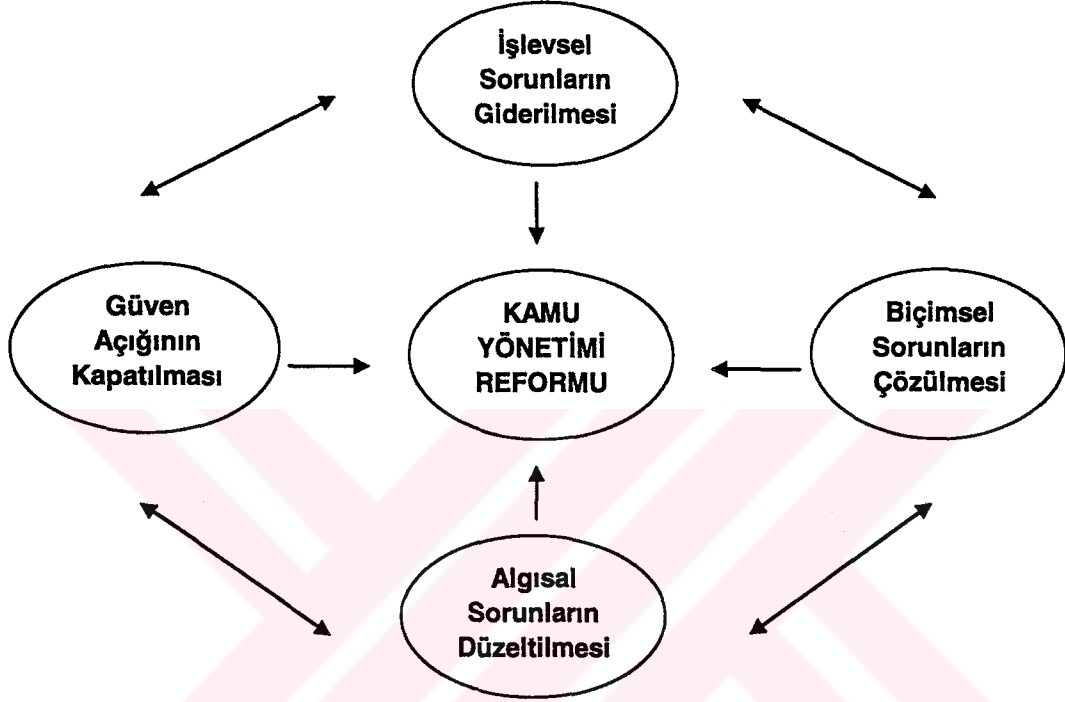 İşlevsel
Sorunların
Giderilmesi
Güven
Açığının
Kapatılması
KAMU
YÖNETİMİ
REFORMU
Biçimsel
Sorunların
Çözülmesi
Algısal
Sorunların
Düzeltilmesi